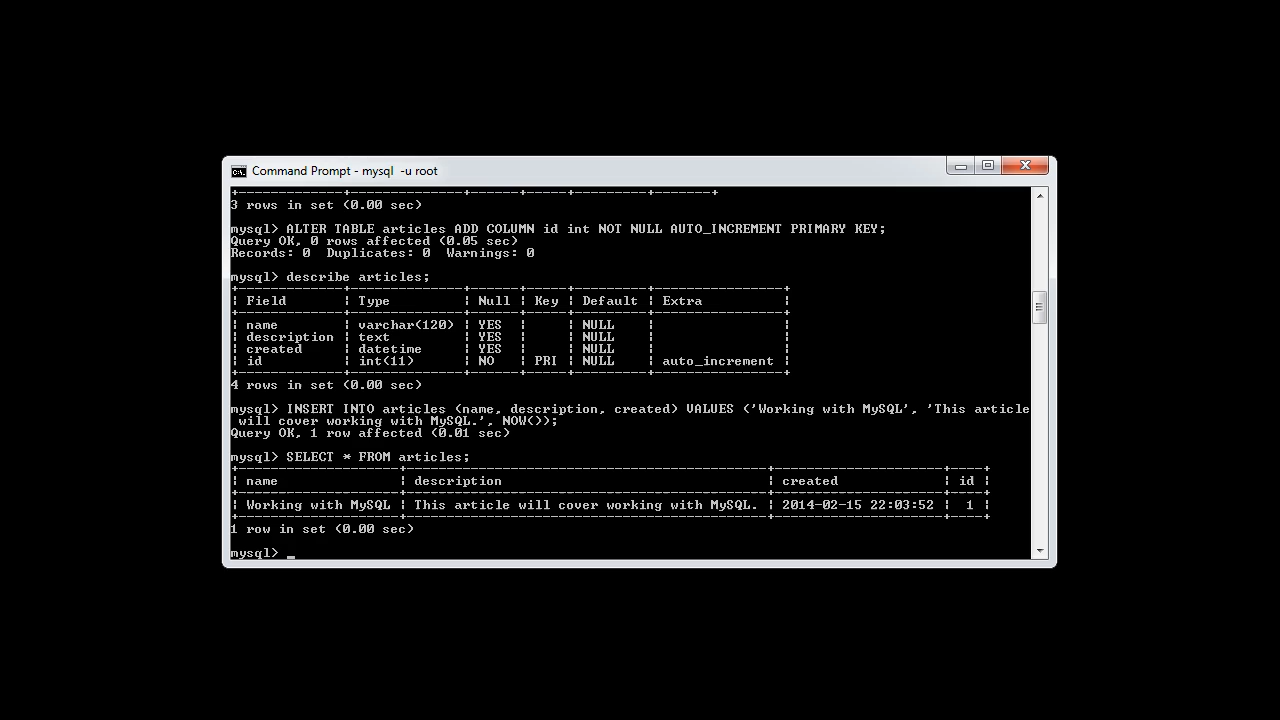 Command Prompt - mysql  -u root
+-------------+--------------+------+-----+---------+-------+
3 rows in set (0.00 sec)
mysql> ALTER TABLE articles ADD COLUMN id int NOT NULL AUTO_INCREMENT PRIMARY KEY;
Query OK, 0 rows affected (0.05 sec)
Records: 0  Duplicates: 0  Warnings: 0
mysql> describe articles;
+-------------+--------------+------+-----+---------+----------------+
| Field       | Type         | Null | Key | Default | Extra          |
+-------------+--------------+------+-----+---------+----------------+
| name        | varchar(120) | YES  |     | NULL    |                |
| description | text         | YES  |     | NULL    |                |
| created     | datetime     | YES  |     | NULL    |                |
| id          | int(11)      | NO   | PRI | NULL    | auto_increment |
+-------------+--------------+------+-----+---------+----------------+
4 rows in set (0.00 sec)
mysql> INSERT INTO articles (name, description, created) VALUES ('Working with MySQL', 'This article
 will cover working with MySQL.', NOW());
Query OK, 1 row affected (0.01 sec)
mysql> SELECT * FROM articles;
+--------------------+---------------------------------------------+---------------------+----+
| name               | description                                 | created             | id |
+--------------------+---------------------------------------------+---------------------+----+
| Working with MySQL | This article will cover working with MySQL. | 2014-02-15 22:03:52 |  1 |
+--------------------+---------------------------------------------+---------------------+----+
1 row in set (0.00 sec)
mysql> _